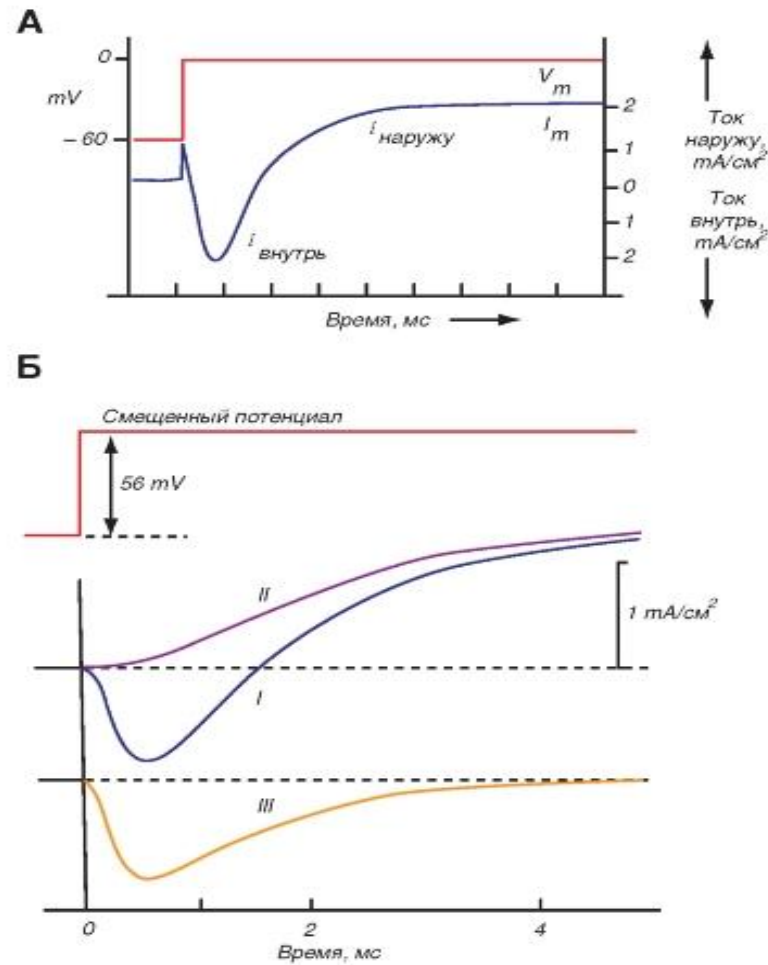 А
0
mV
– 60
V m
I m
I наружу
I внутрь
2
1
0
1
2
Ток
наружу,
mA/см2
Ток
внутрь,
mA/см2
Время, мс
Б
Смещенный потенциал
56 mV
II
1 mA/см2
I
III
0
2
4
Время, мс